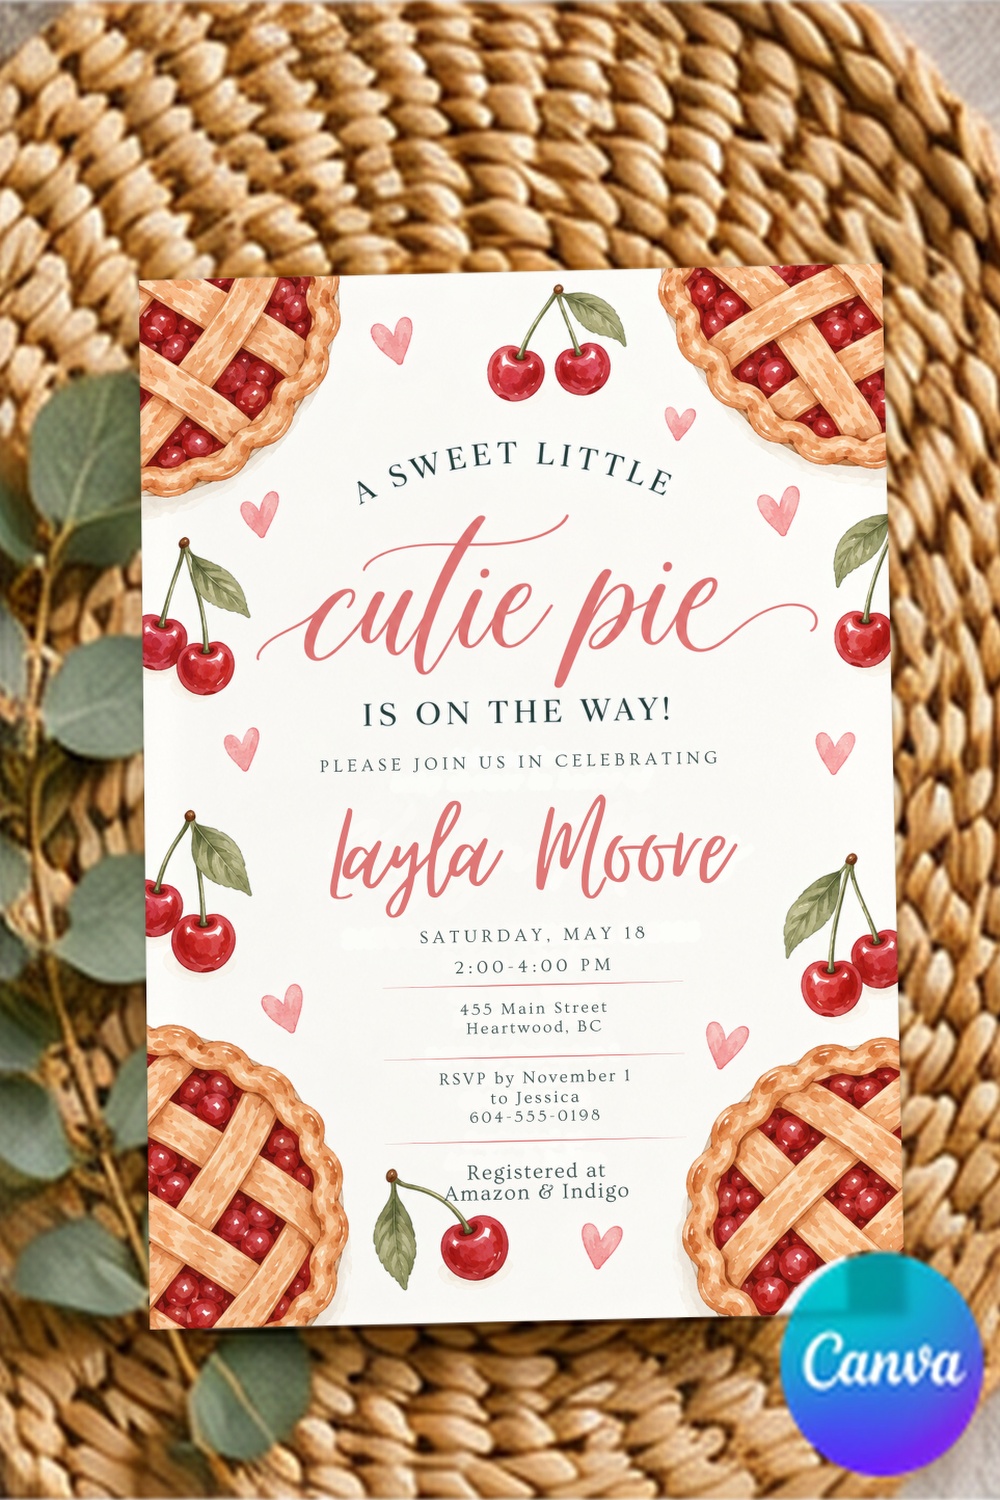 A SWEET LITTLE
cutie pie
IS ON THE WAY!
PLEASE JOIN US IN CELEBRATING
Layla Moore
SATURDAY, MAY 18
2:00-4:00 PM
455 Main Street
Heartwood, BC
RSVP by November 1
to Jessica
604-555-0198
Registered at
Amazon & Indigo
Canva